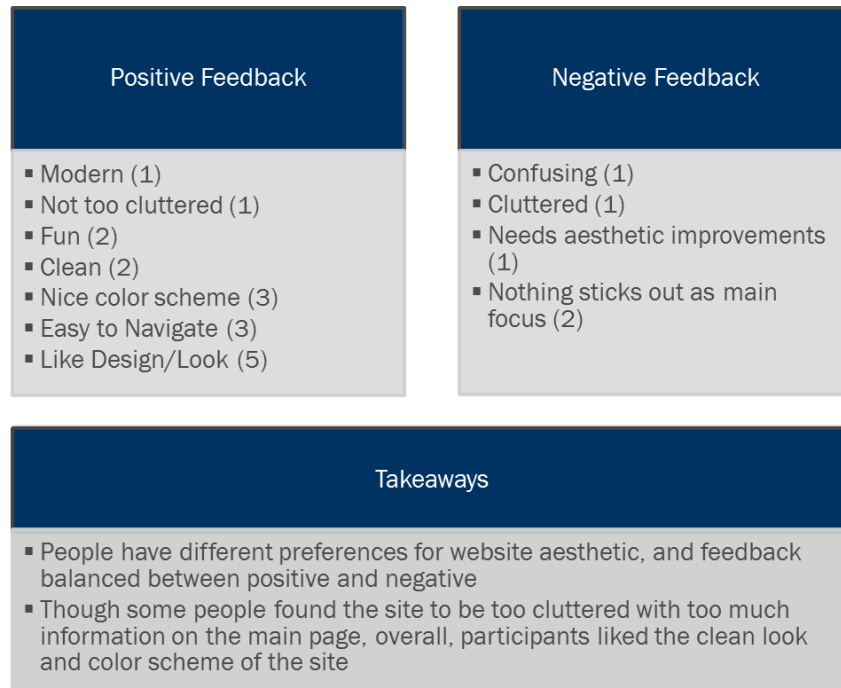 Positive Feedback
▪ Modern (1)
▪ Not too cluttered (1)
▪ Fun (2)
▪ Clean (2)
▪ Nice color scheme (3)
▪ Easy to Navigate (3)
▪ Like Design/Look (5)
Negative Feedback
▪ Confusing (1)
▪ Cluttered (1)
▪ Needs aesthetic improvements
(1)
▪ Nothing sticks out as main
focus (2)
Takeaways
▪ People have different preferences for website aesthetic, and feedback
balanced between positive and negative
▪ Though some people found the site to be too cluttered with too much
information on the main page, overall, participants liked the clean look
and color scheme of the site